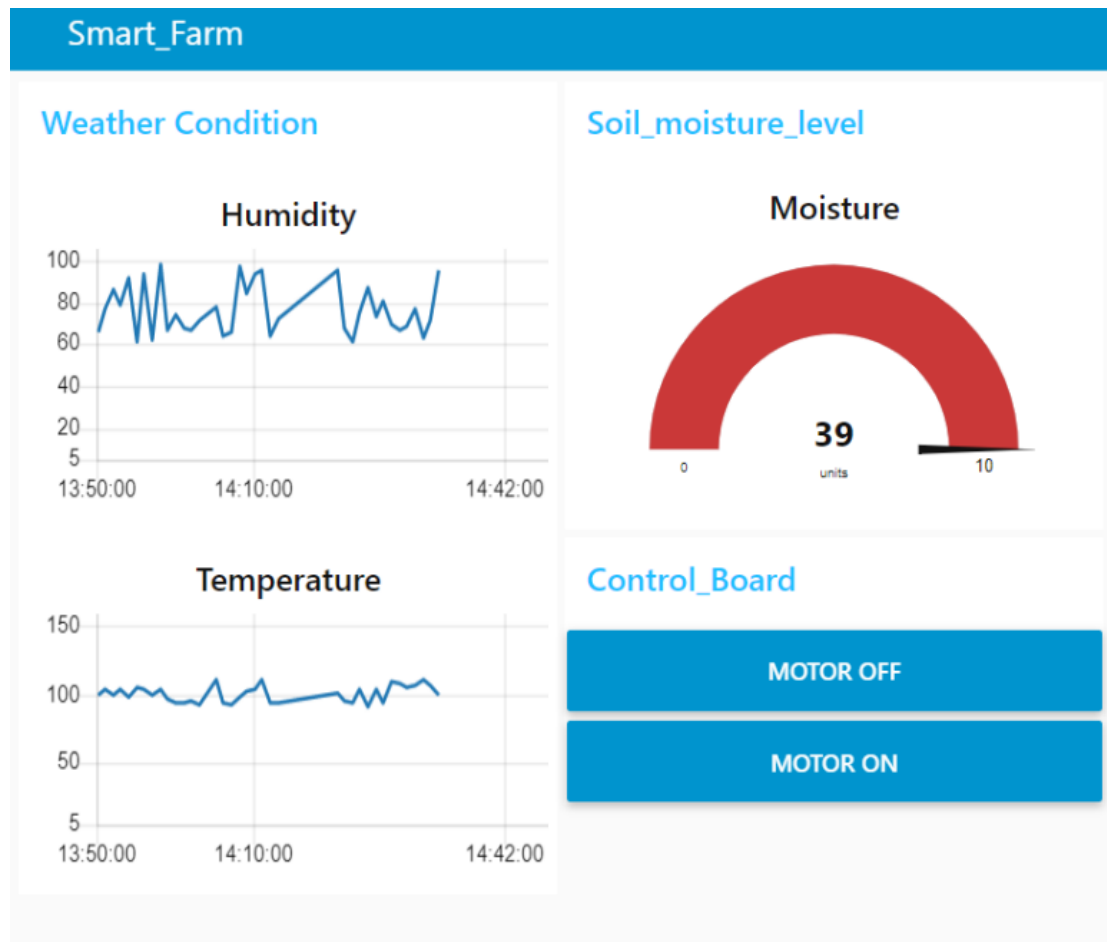 Smart_Farm
Weather Condition
Humidity
100
80
60
40
20
5
13:50:00 14:10:00 14:42:00
Temperature
150
100
50
5
13:50:00 14:10:00 14:42:00
Soil_moisture_level
Moisture
39
units
0 10
Control_Board
MOTOR OFF
MOTOR ON